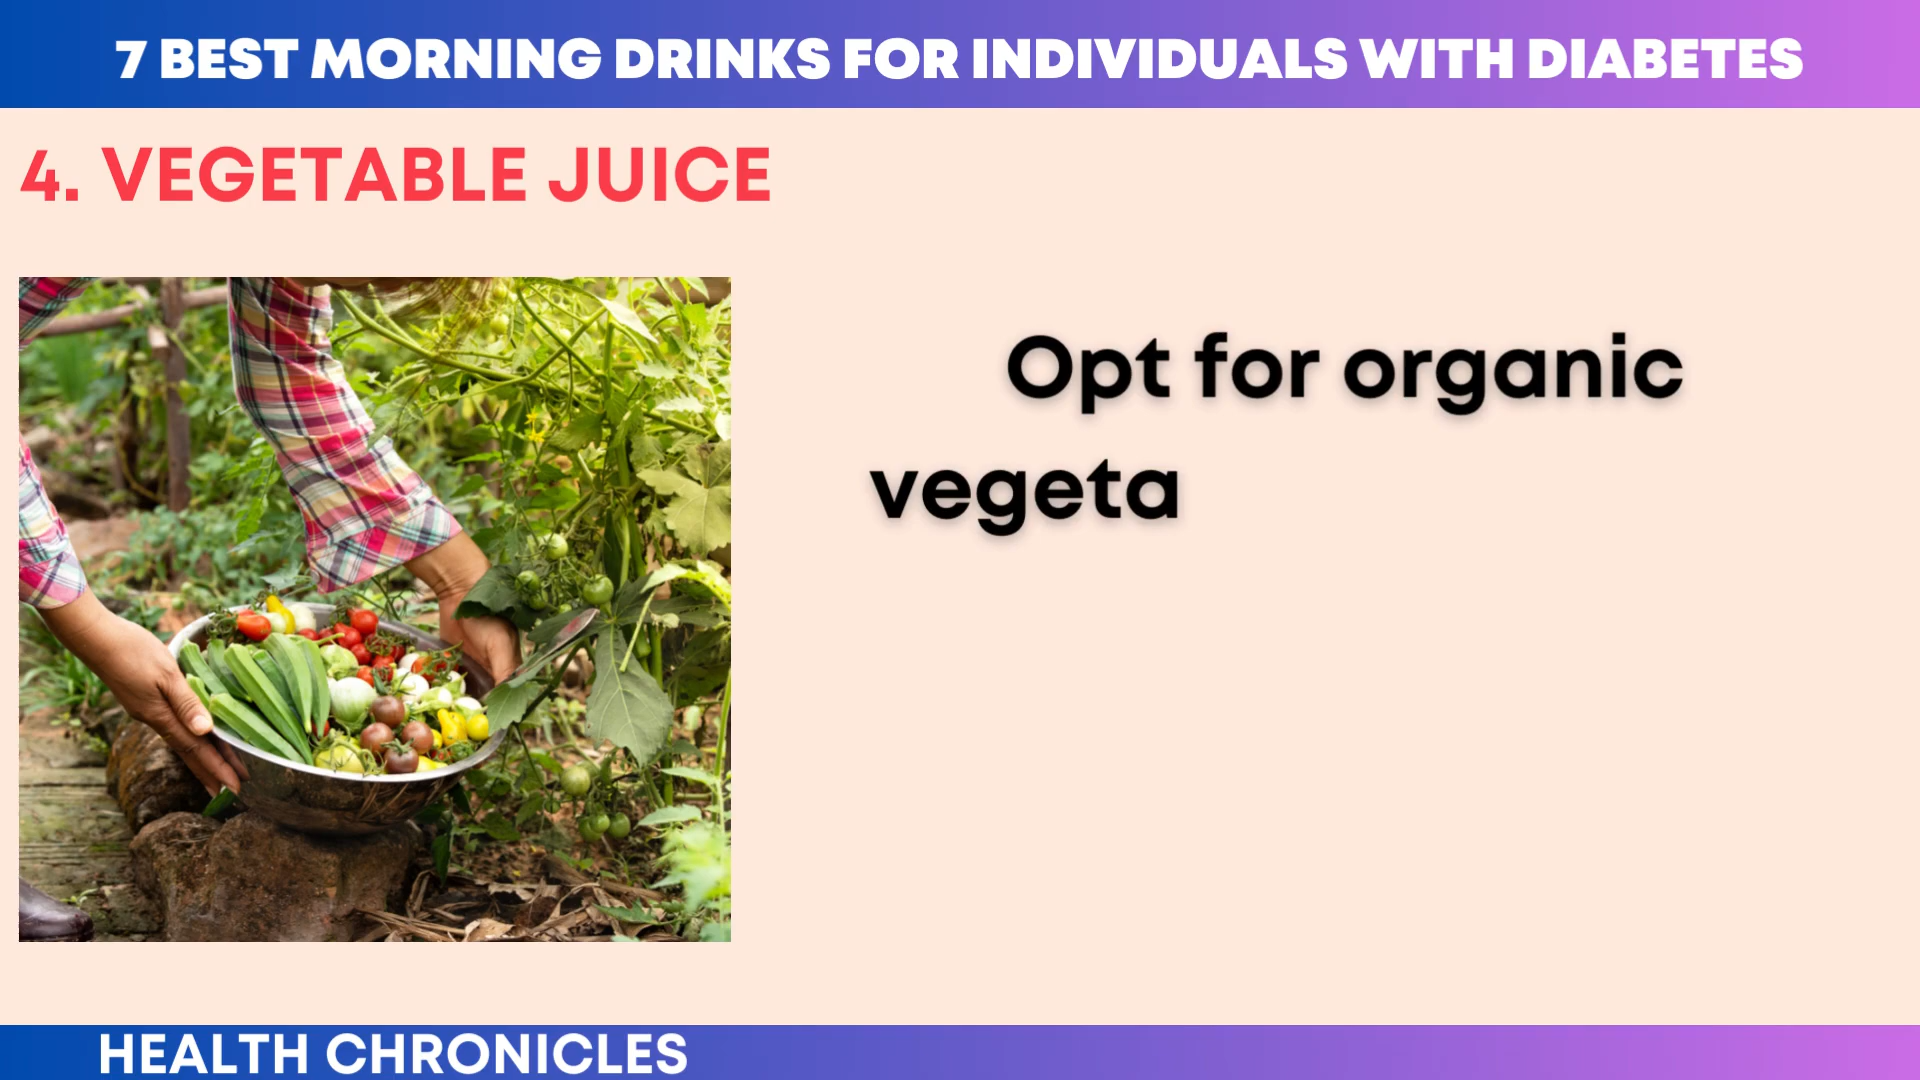 7 BEST MORNING DRINKS FOR INDIVIDUALS WITH DIABETES
4. VEGETABLE JUICE
Opt for organic
vegeta
HEALTH CHRONICLES